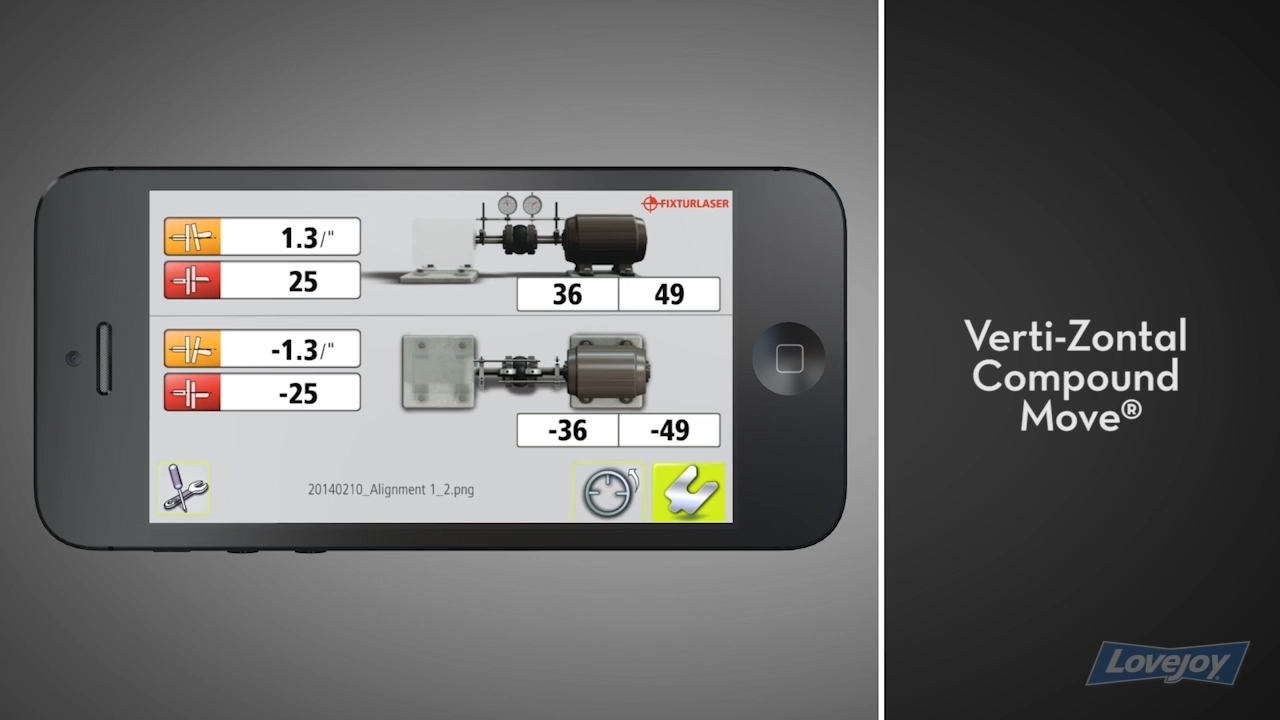 FIXTURLASER
1.3/"
25
36 49
-1.3/"
-25
-36 -49
20140210_Alignment 1_2.png
Verti-Zontal
Compound
Move®
Lovejoy